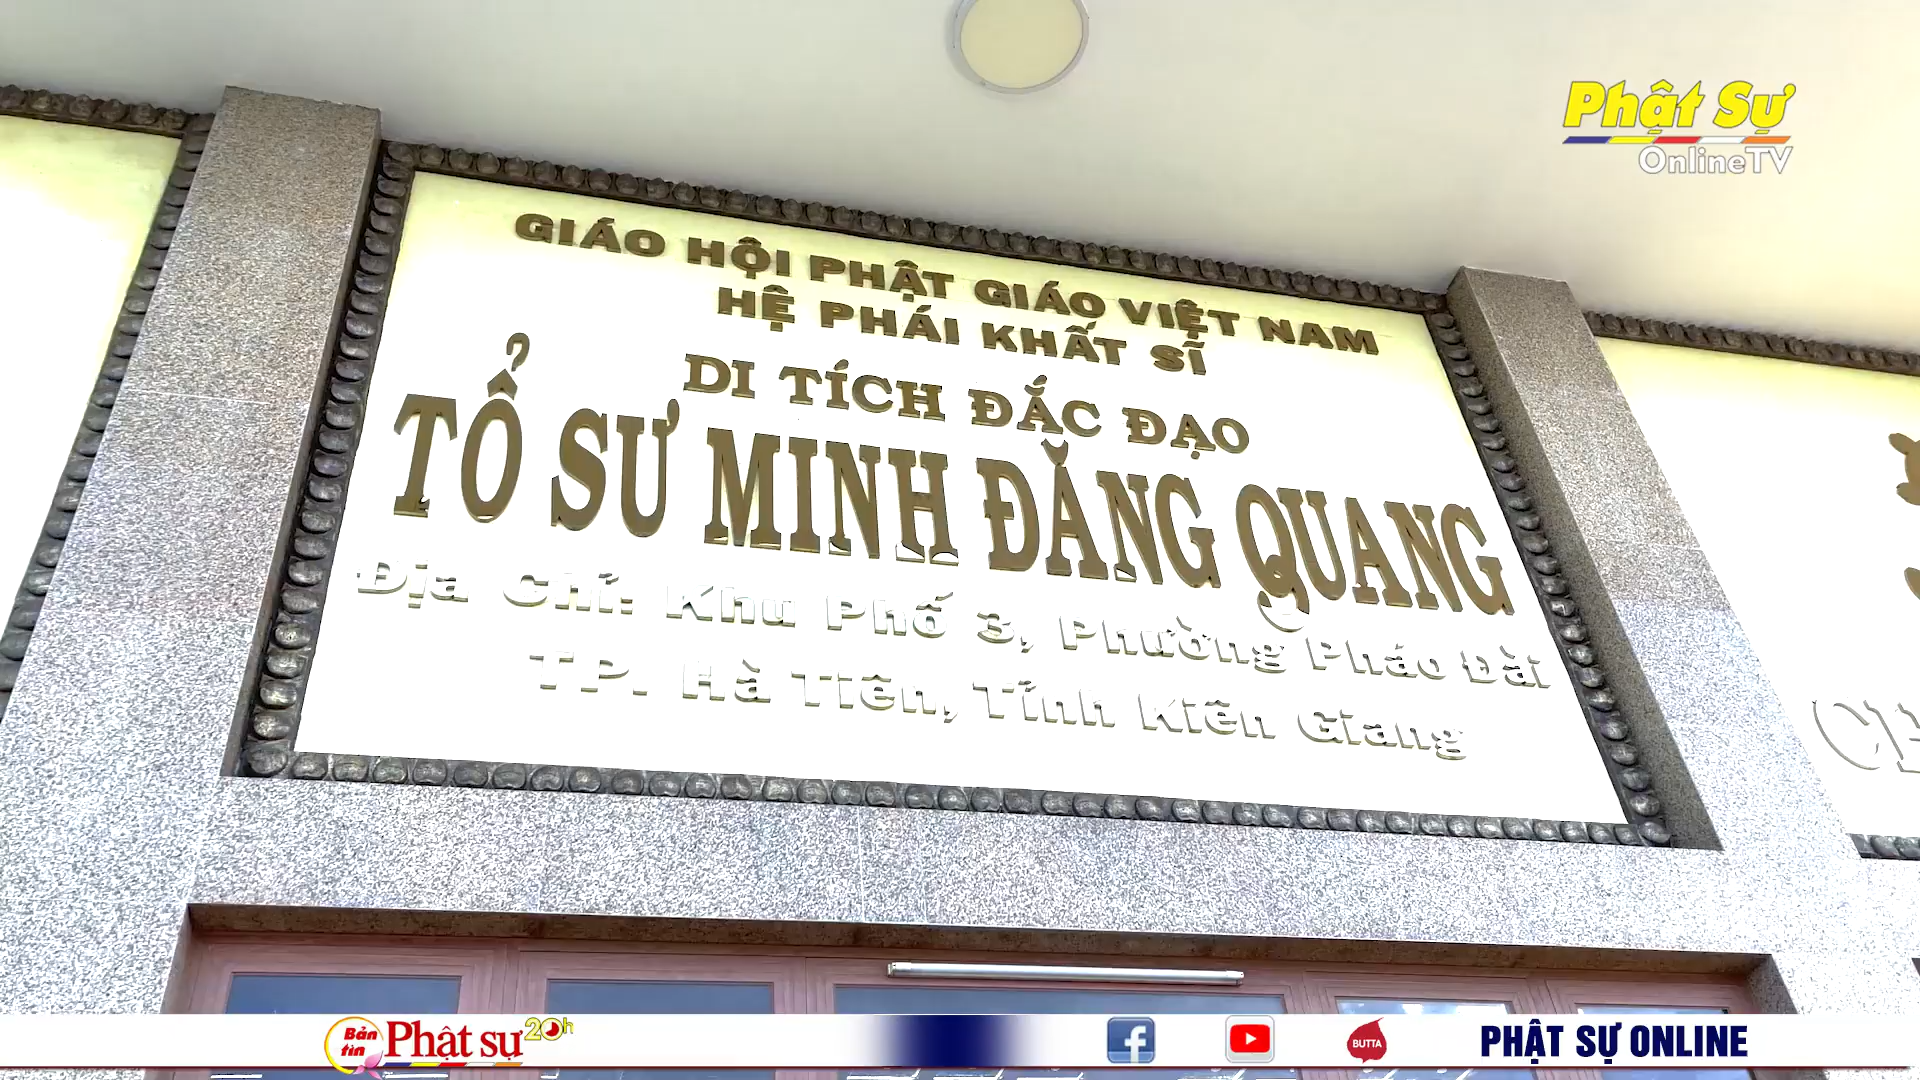 Phật Sự
OnlineTV
GIÁO HỘI PHẬT GIÁO VIỆT NAM
HỆ PHÁI KHẤT SĨ
DI TÍCH ĐẮC ĐẠO
TỔ SƯ MINH ĐĂNG QUANG
Địa Chỉ: Khu Phố 3, Phường Pháo Đài
TP. Hà Tiên, Tỉnh Kiên Giang
Bản tin Phật sự 20h
BUTTA
PHẬT SỰ ONLINE